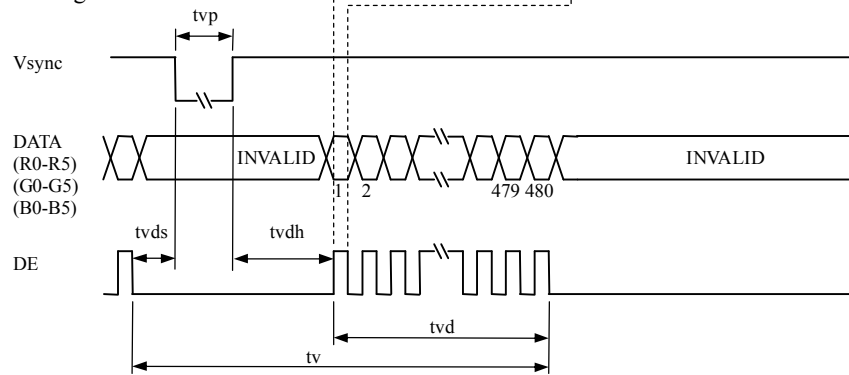 tvp
Vsync
DATA
(R0-R5)
(G0-G5)
(B0-B5)
INVALID
INVALID
1 2 479 480
tvds
tvdh
DE
tvd
tv